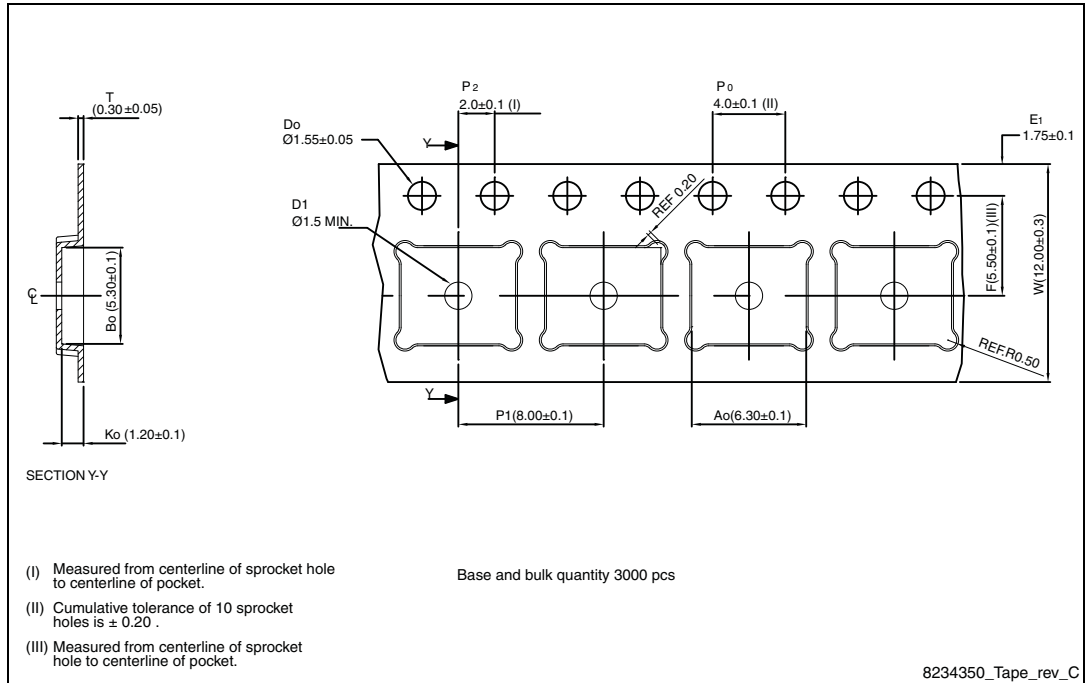 T
(0.30±0.05)
P2
2.0±0.1 (I)
P0
4.0±0.1 (II)
E1
1.75±0.1
Do
Ø1.55±0.05
Y
D1
Ø1.5 MIN.
REF 0.20
F(5.50±0.1)(III)
W(12.00±0.3)
℄
Bo (5.30±0.1)
REF.R0.50
Y
P1(8.00±0.1)
Ao(6.30±0.1)
Ko (1.20±0.1)
SECTION Y-Y
(I) Measured from centerline of sprocket hole
to centerline of pocket.
Base and bulk quantity 3000 pcs
(II) Cumulative tolerance of 10 sprocket
holes is ± 0.20 .
(III) Measured from centerline of sprocket
hole to centerline of pocket.
8234350_Tape_rev_C